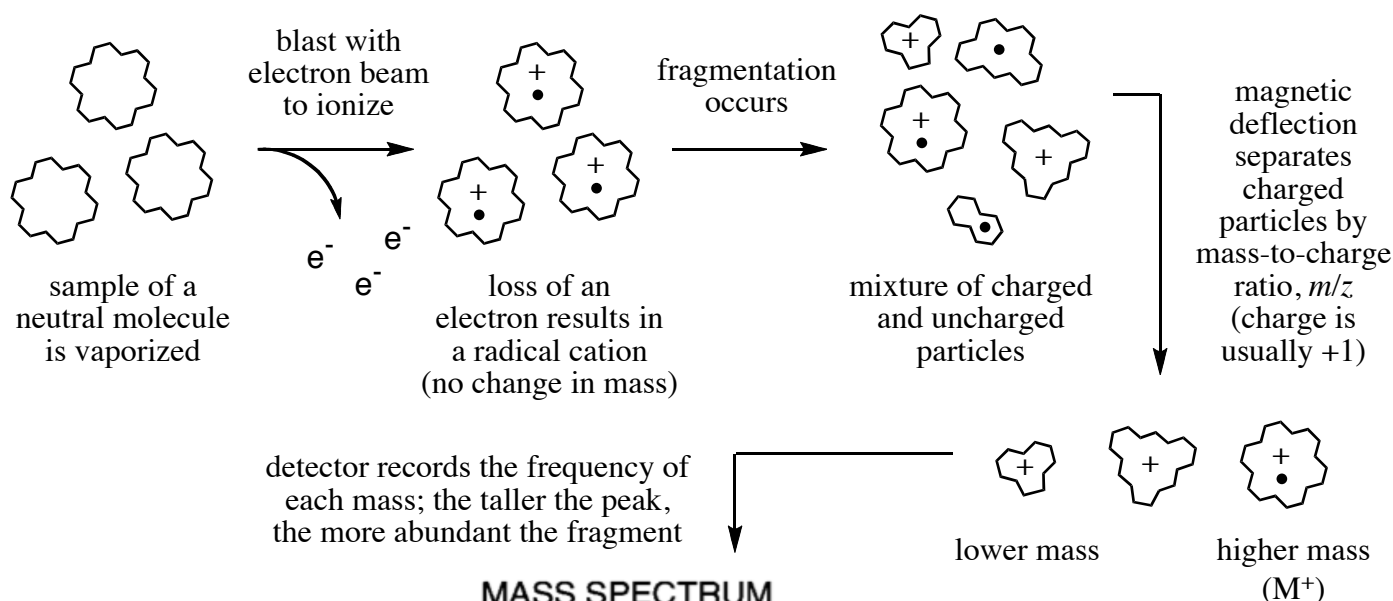 blast with
electron beam
to ionize
fragmentation
occurs
+
+
+
+
+
+
magnetic
deflection
separates
charged
particles by
mass-to-charge
ratio, m/z
(charge is
usually +1)
e-
e-
e-
sample of a
neutral molecule
is vaporized
loss of an
electron results in
a radical cation
(no change in mass)
mixture of charged
and uncharged
particles
detector records the frequency of
each mass; the taller the peak,
the more abundant the fragment
+
+
+
lower mass
higher mass
(M+)
MASS SPECTRUM